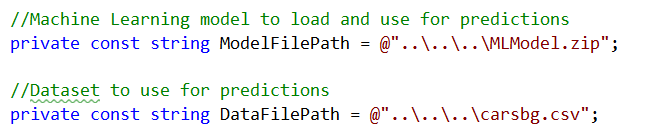 //Machine Learning model to load and use for predictions
private const string ModelFilePath = @"..\..\..\MLModel.zip";
//Dataset to use for predictions
private const string DataFilePath = @"..\..\..\carsbg.csv";